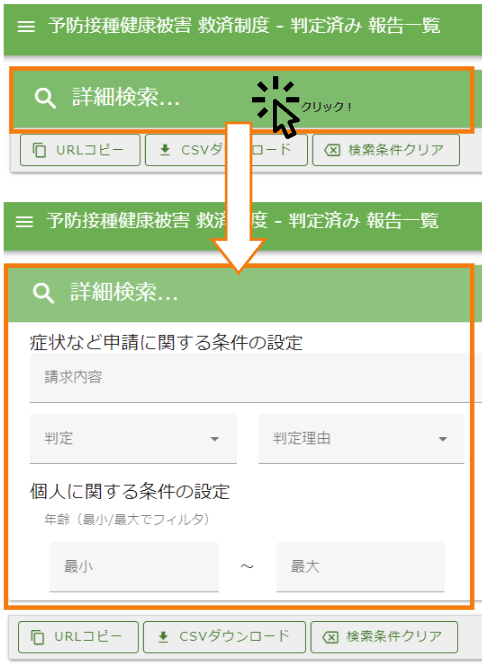 予防接種健康被害 救済制度 - 判定済み 報告一覧
詳細検索...
クリック！
URLコピー
CSVダウンロード
検索条件クリア
予防接種健康被害 救済制度 - 判定済み 報告一覧
詳細検索...
症状など申請に関する条件の設定
請求内容
判定
判定理由
個人に関する条件の設定
年齢（最小/最大でフィルタ）
最小 ～ 最大
URLコピー
CSVダウンロード
検索条件クリア